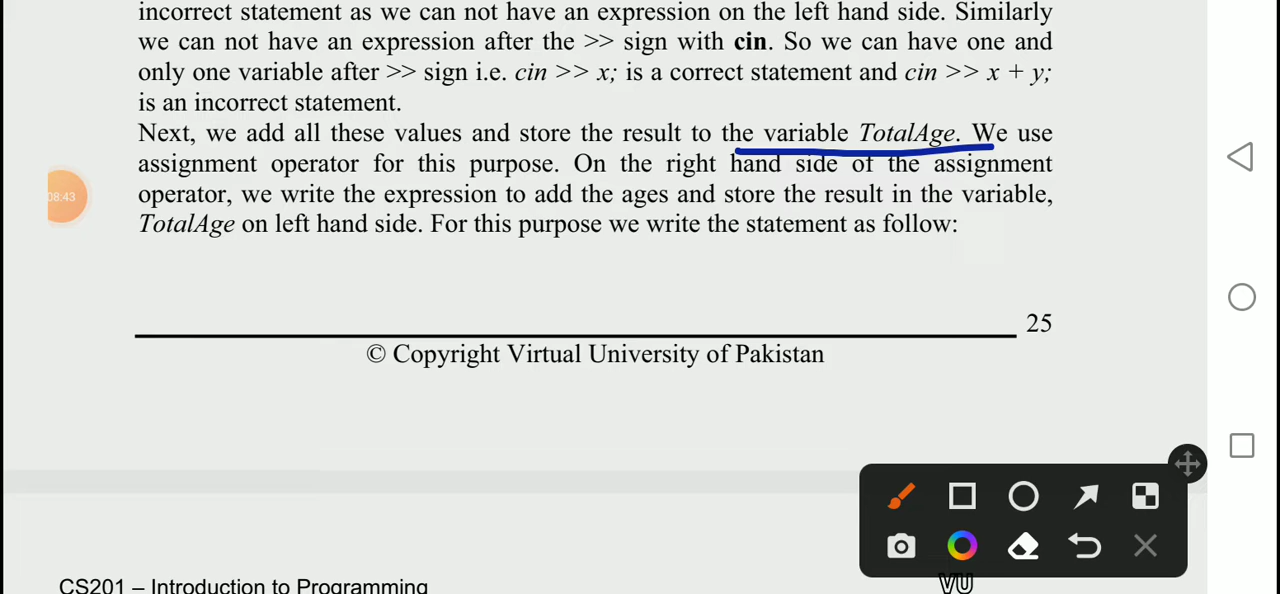 incorrect statement as we can not have an expression on the left hand side. Similarly
we can not have an expression after the >> sign with cin. So we can have one and
only one variable after >> sign i.e. cin >> x; is a correct statement and cin >> x + y;
is an incorrect statement.
Next, we add all these values and store the result to the variable TotalAge. We use
assignment operator for this purpose. On the right hand side of the assignment
08:43
operator, we write the expression to add the ages and store the result in the variable,
TotalAge on left hand side. For this purpose we write the statement as follow:
25
© Copyright Virtual University of Pakistan
CS201 – Introduction to Programming
VU